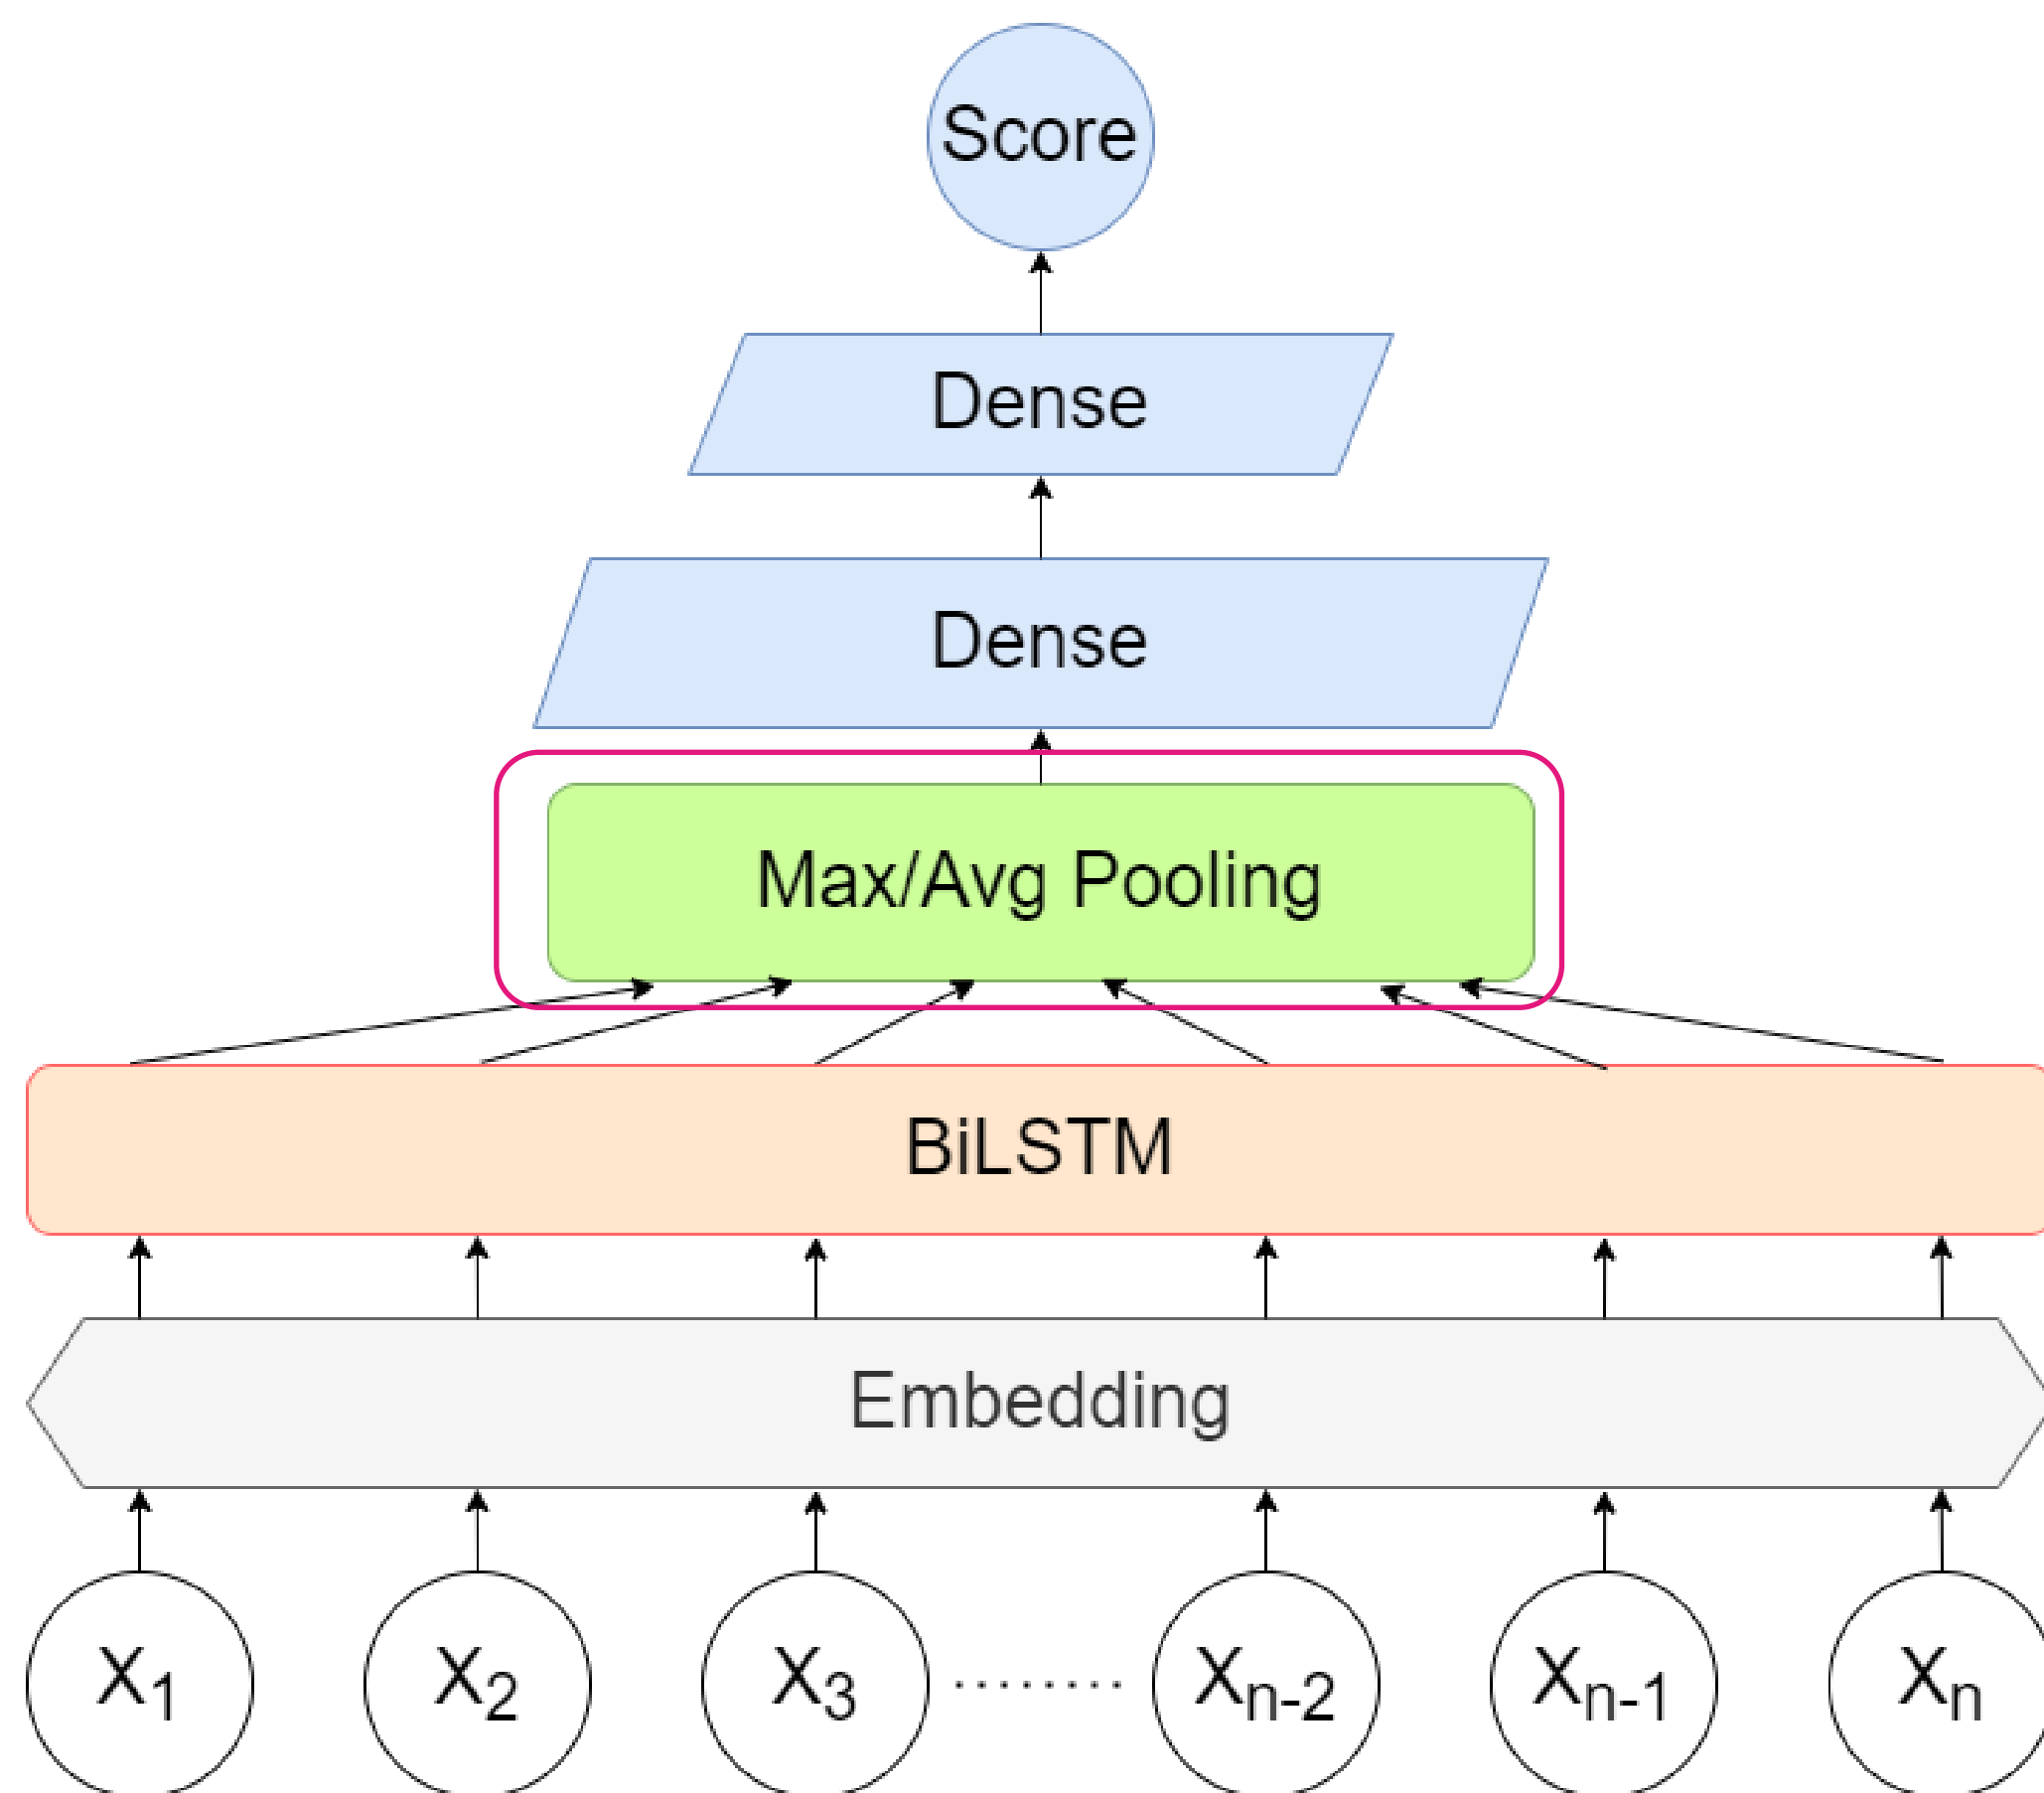 Score
Dense
Dense
Max/Avg Pooling
BiLSTM
Embedding
X1 X2 X3 ........ Xn-2 Xn-1 Xn